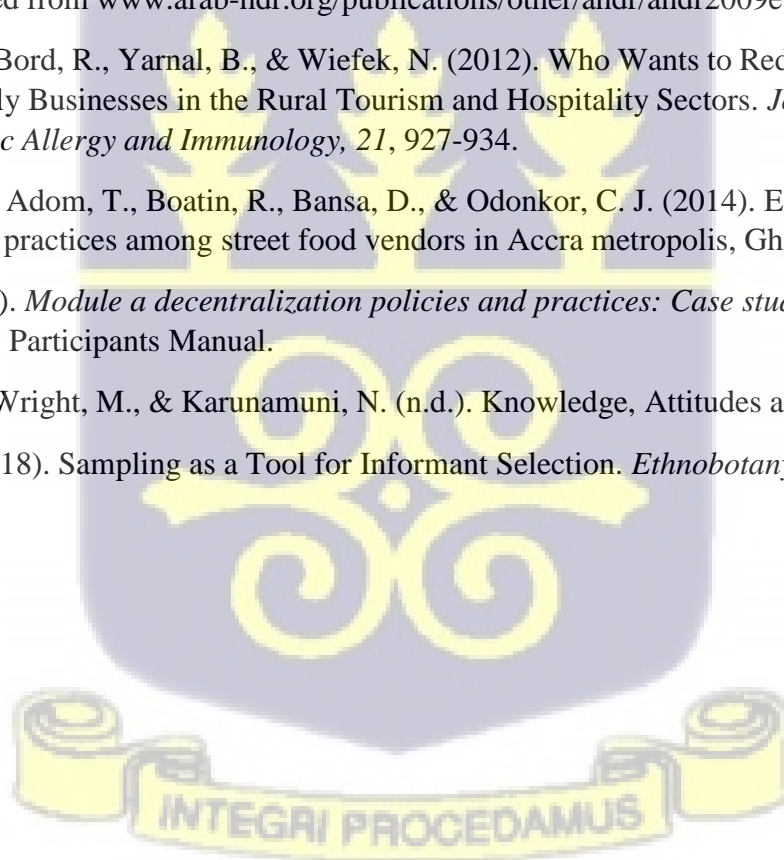 ed from www.arab-hdr.org/publications/other/ahdr/ahdr2009e
Bord, R., Yarnal, B., & Wiefek, N. (2012). Who Wants to Red
ly Businesses in the Rural Tourism and Hospitality Sectors. Jo
c Allergy and Immunology, 21, 927-934.
Adom, T., Boatin, R., Bansa, D., & Odonkor, C. J. (2014). E
practices among street food vendors in Accra metropolis, Gh
). Module a decentralization policies and practices: Case stud
Participants Manual.
Wright, M., & Karunamuni, N. (n.d.). Knowledge, Attitudes a
18). Sampling as a Tool for Informant Selection. Ethnobotany
INTEGRI PROCEDAMUS